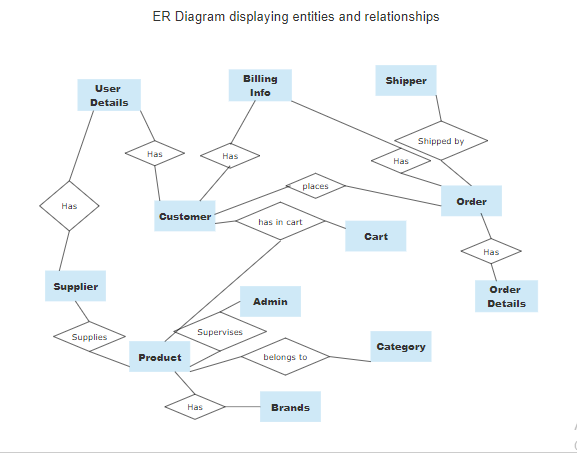 ER Diagram displaying entities and relationships
User
Details
Billing
Info
Shipper
Shipped by
Has
Has
Has
places
Has
Customer
Order
has in cart
Cart
Has
Supplier
Order
Details
Admin
Supplies
Supervises
Product
belongs to
Category
Has
Brands